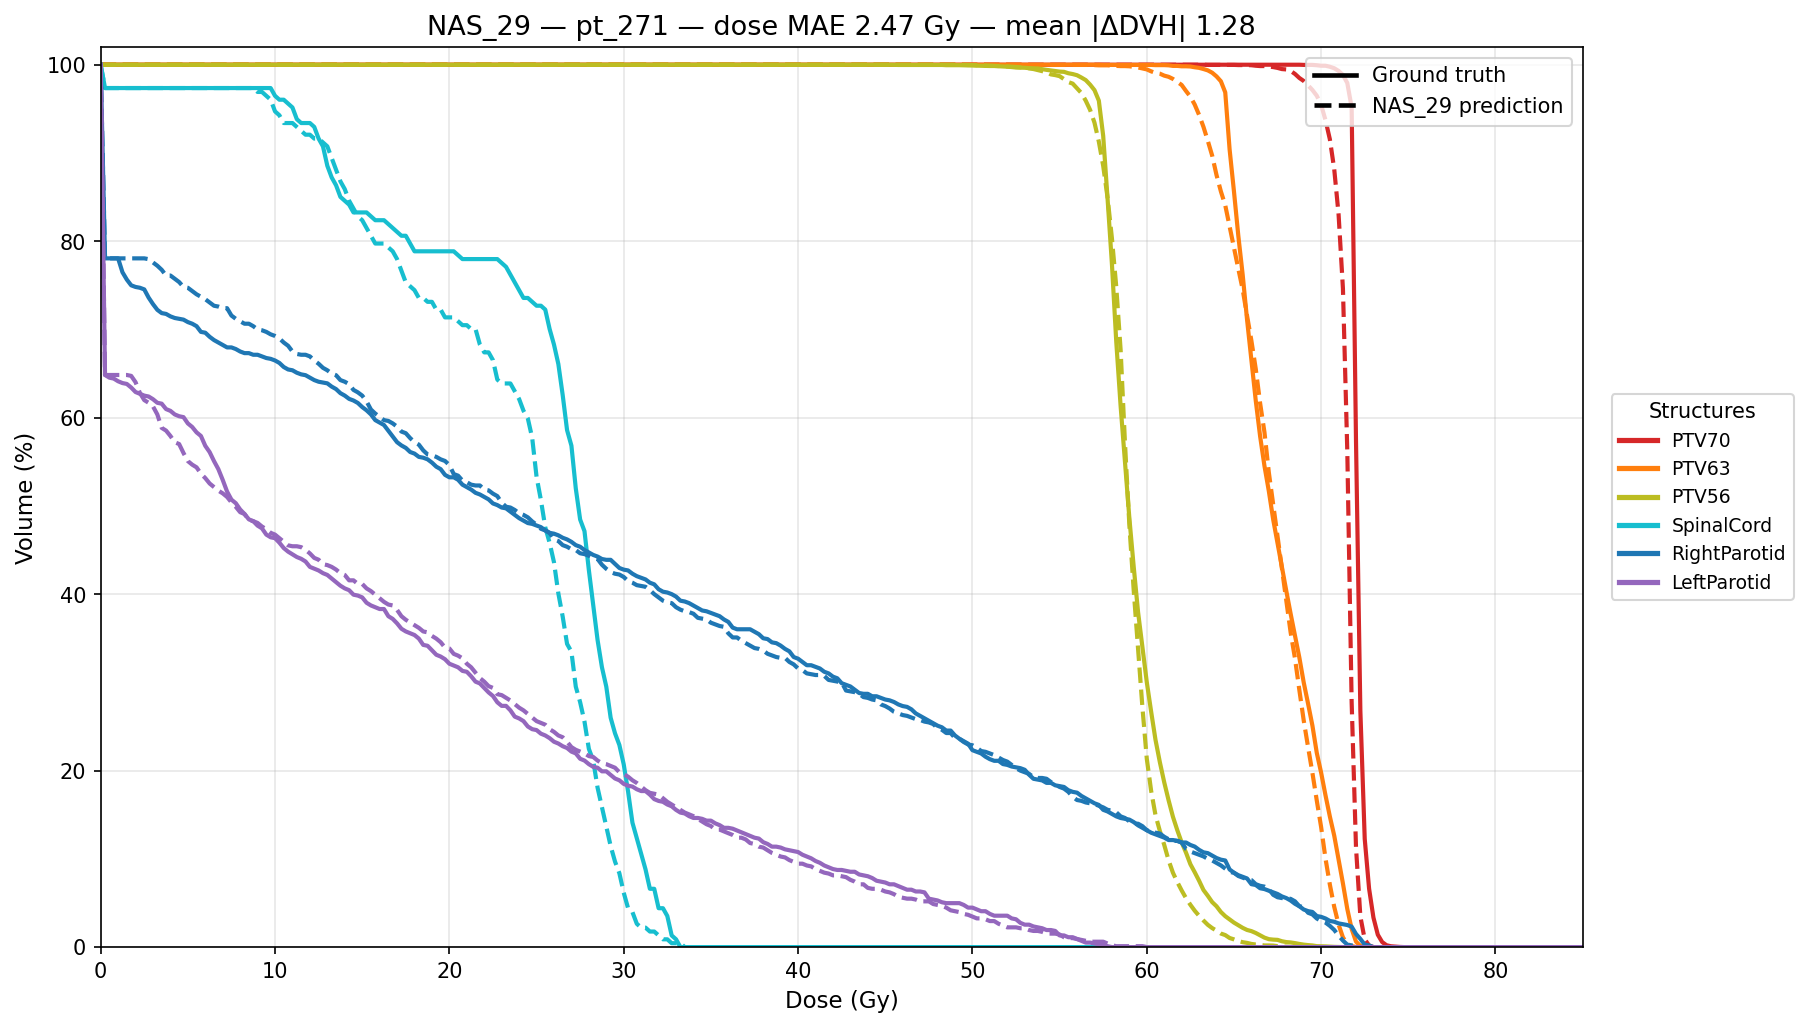 NAS_29 — pt_271 — dose MAE 2.47 Gy — mean |ΔDVH| 1.28
Ground truth
NAS_29 prediction
100
80
60
40
20
0
Volume (%)
0 10 20 30 40 50 60 70 80
Dose (Gy)
Structures
PTV70
PTV63
PTV56
SpinalCord
RightParotid
LeftParotid